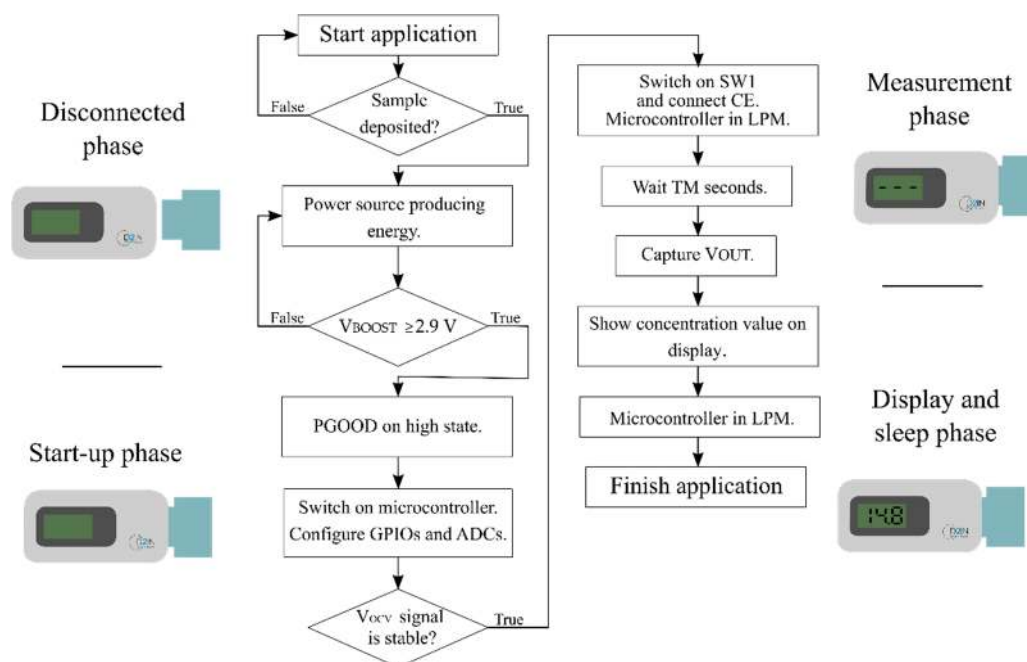 Disconnected
phase
Start-up phase
Start application
Sample
deposited?
False
True
Power source producing
energy.
VBOOST ≥2.9 V
False
True
PGOOD on high state.
Switch on microcontroller.
Configure GPIOs and ADCs.
VOCV signal
is stable?
True
Switch on SW1
and connect CE.
Microcontroller in LPM.
Wait TM seconds.
Capture VOUT.
Show concentration value on
display.
Microcontroller in LPM.
Finish application
Measurement
phase
- - -
Display and
sleep phase
14.8